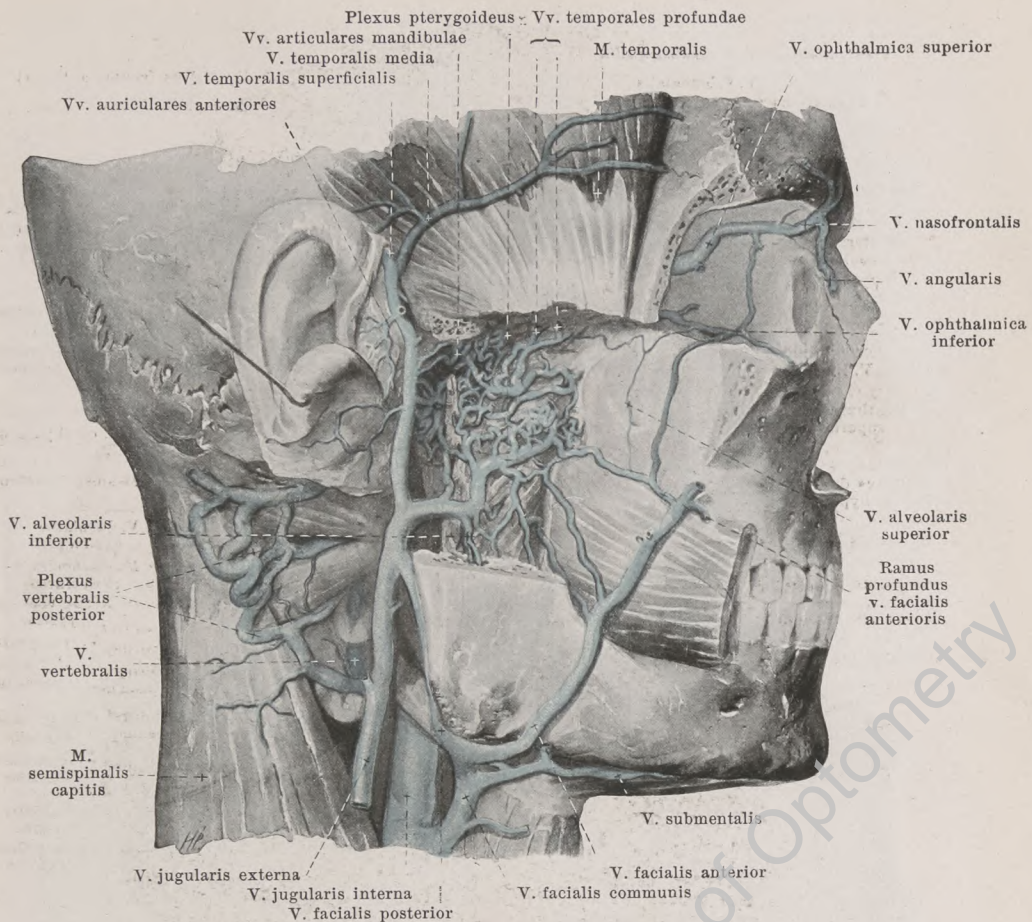 Plexus pterygoideus
Vv. temporales profundae
Vv. articulares mandibulae
M. temporalis
V. ophthalmica superior
V. temporalis media
V. temporalis superficialis
Vv. auriculares anteriores
V. nasofrontalis
V. angularis
V. ophthalmica
inferior
V. alveolaris
inferior
Plexus
vertebralis
posterior
V.
vertebralis
M.
semispinalis
capitis
V. alveolaris
superior
Ramus
profundus
v. facialis
anterioris
V. submentalis
V. jugularis externa
V. jugularis interna
V. facialis posterior
V. facialis anterior
V. facialis communis
of Optometry